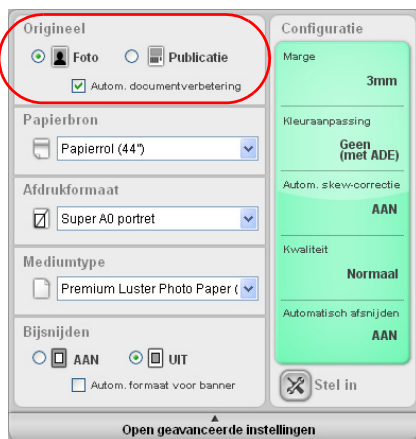 Origineel
Foto
Publicatie
Autom. documentverbetering
Papierbron
Papierrol (44")
Afdrukformaat
Super A0 portret
Mediumtype
Premium Luster Photo Paper (
Bijsnijden
AAN
UIT
Autom. formaat voor banner
Configuratie
Marge
3mm
Kleuraanpassing
Geen
(met ADE)
Autom. skew-correctie
AAN
Kwaliteit
Normaal
Automatisch afsnijden
AAN
Stel in
Open geavanceerde instellingen